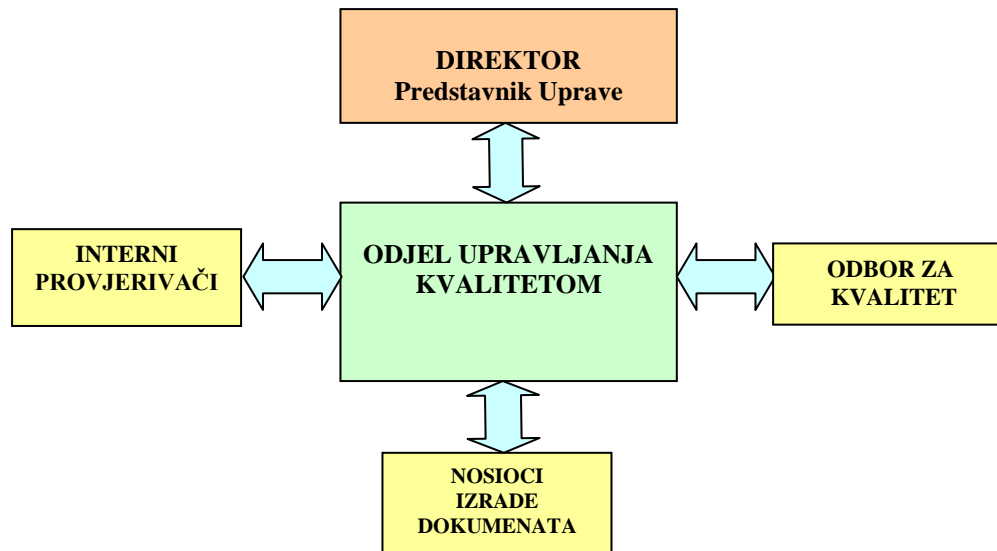 DIREKTOR
Predstavnik Uprave
INTERNI
PROVJERIVAČI
ODJEL UPRAVLJANJA
KVALITETOM
ODBOR ZA
KVALITET
NOSIOCI
IZRADE
DOKUMENATA